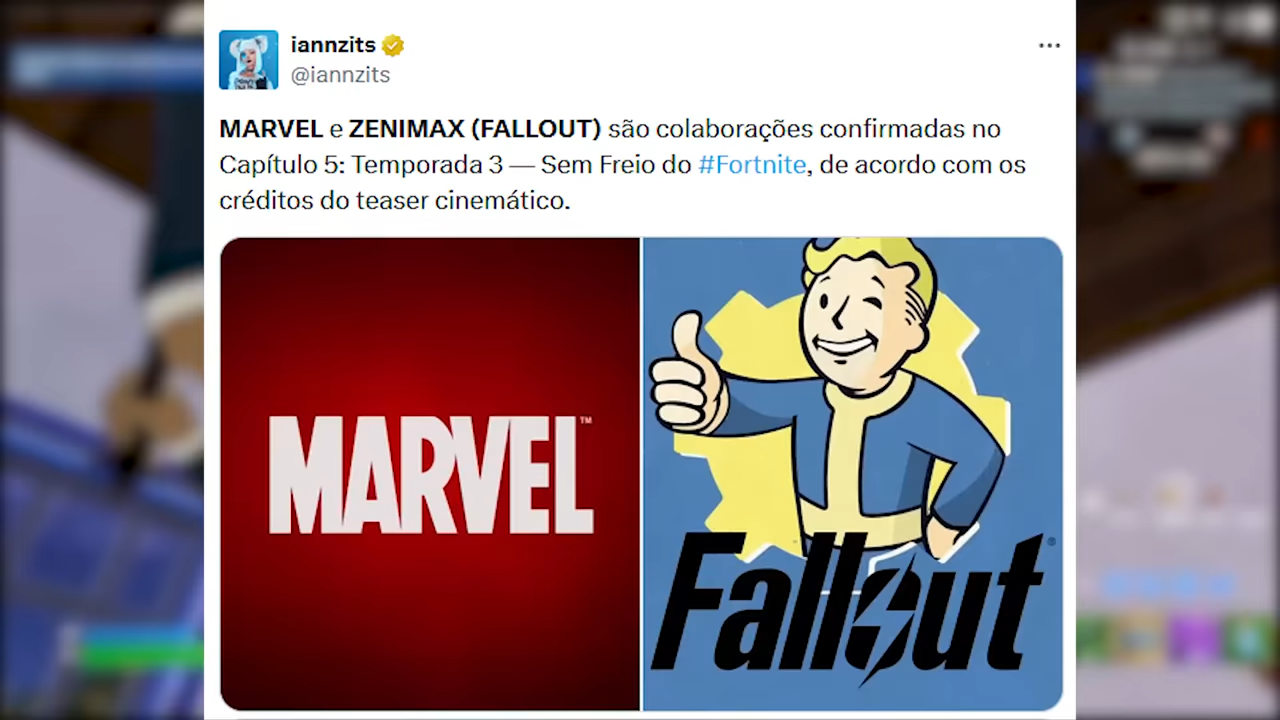 iannzits
@iannzits
MARVEL e ZENIMAX (FALLOUT) são colaborações confirmadas no
Capítulo 5: Temporada 3 — Sem Freio do #Fortnite, de acordo com os
créditos do teaser cinemático.
MARVEL™
Fallout®